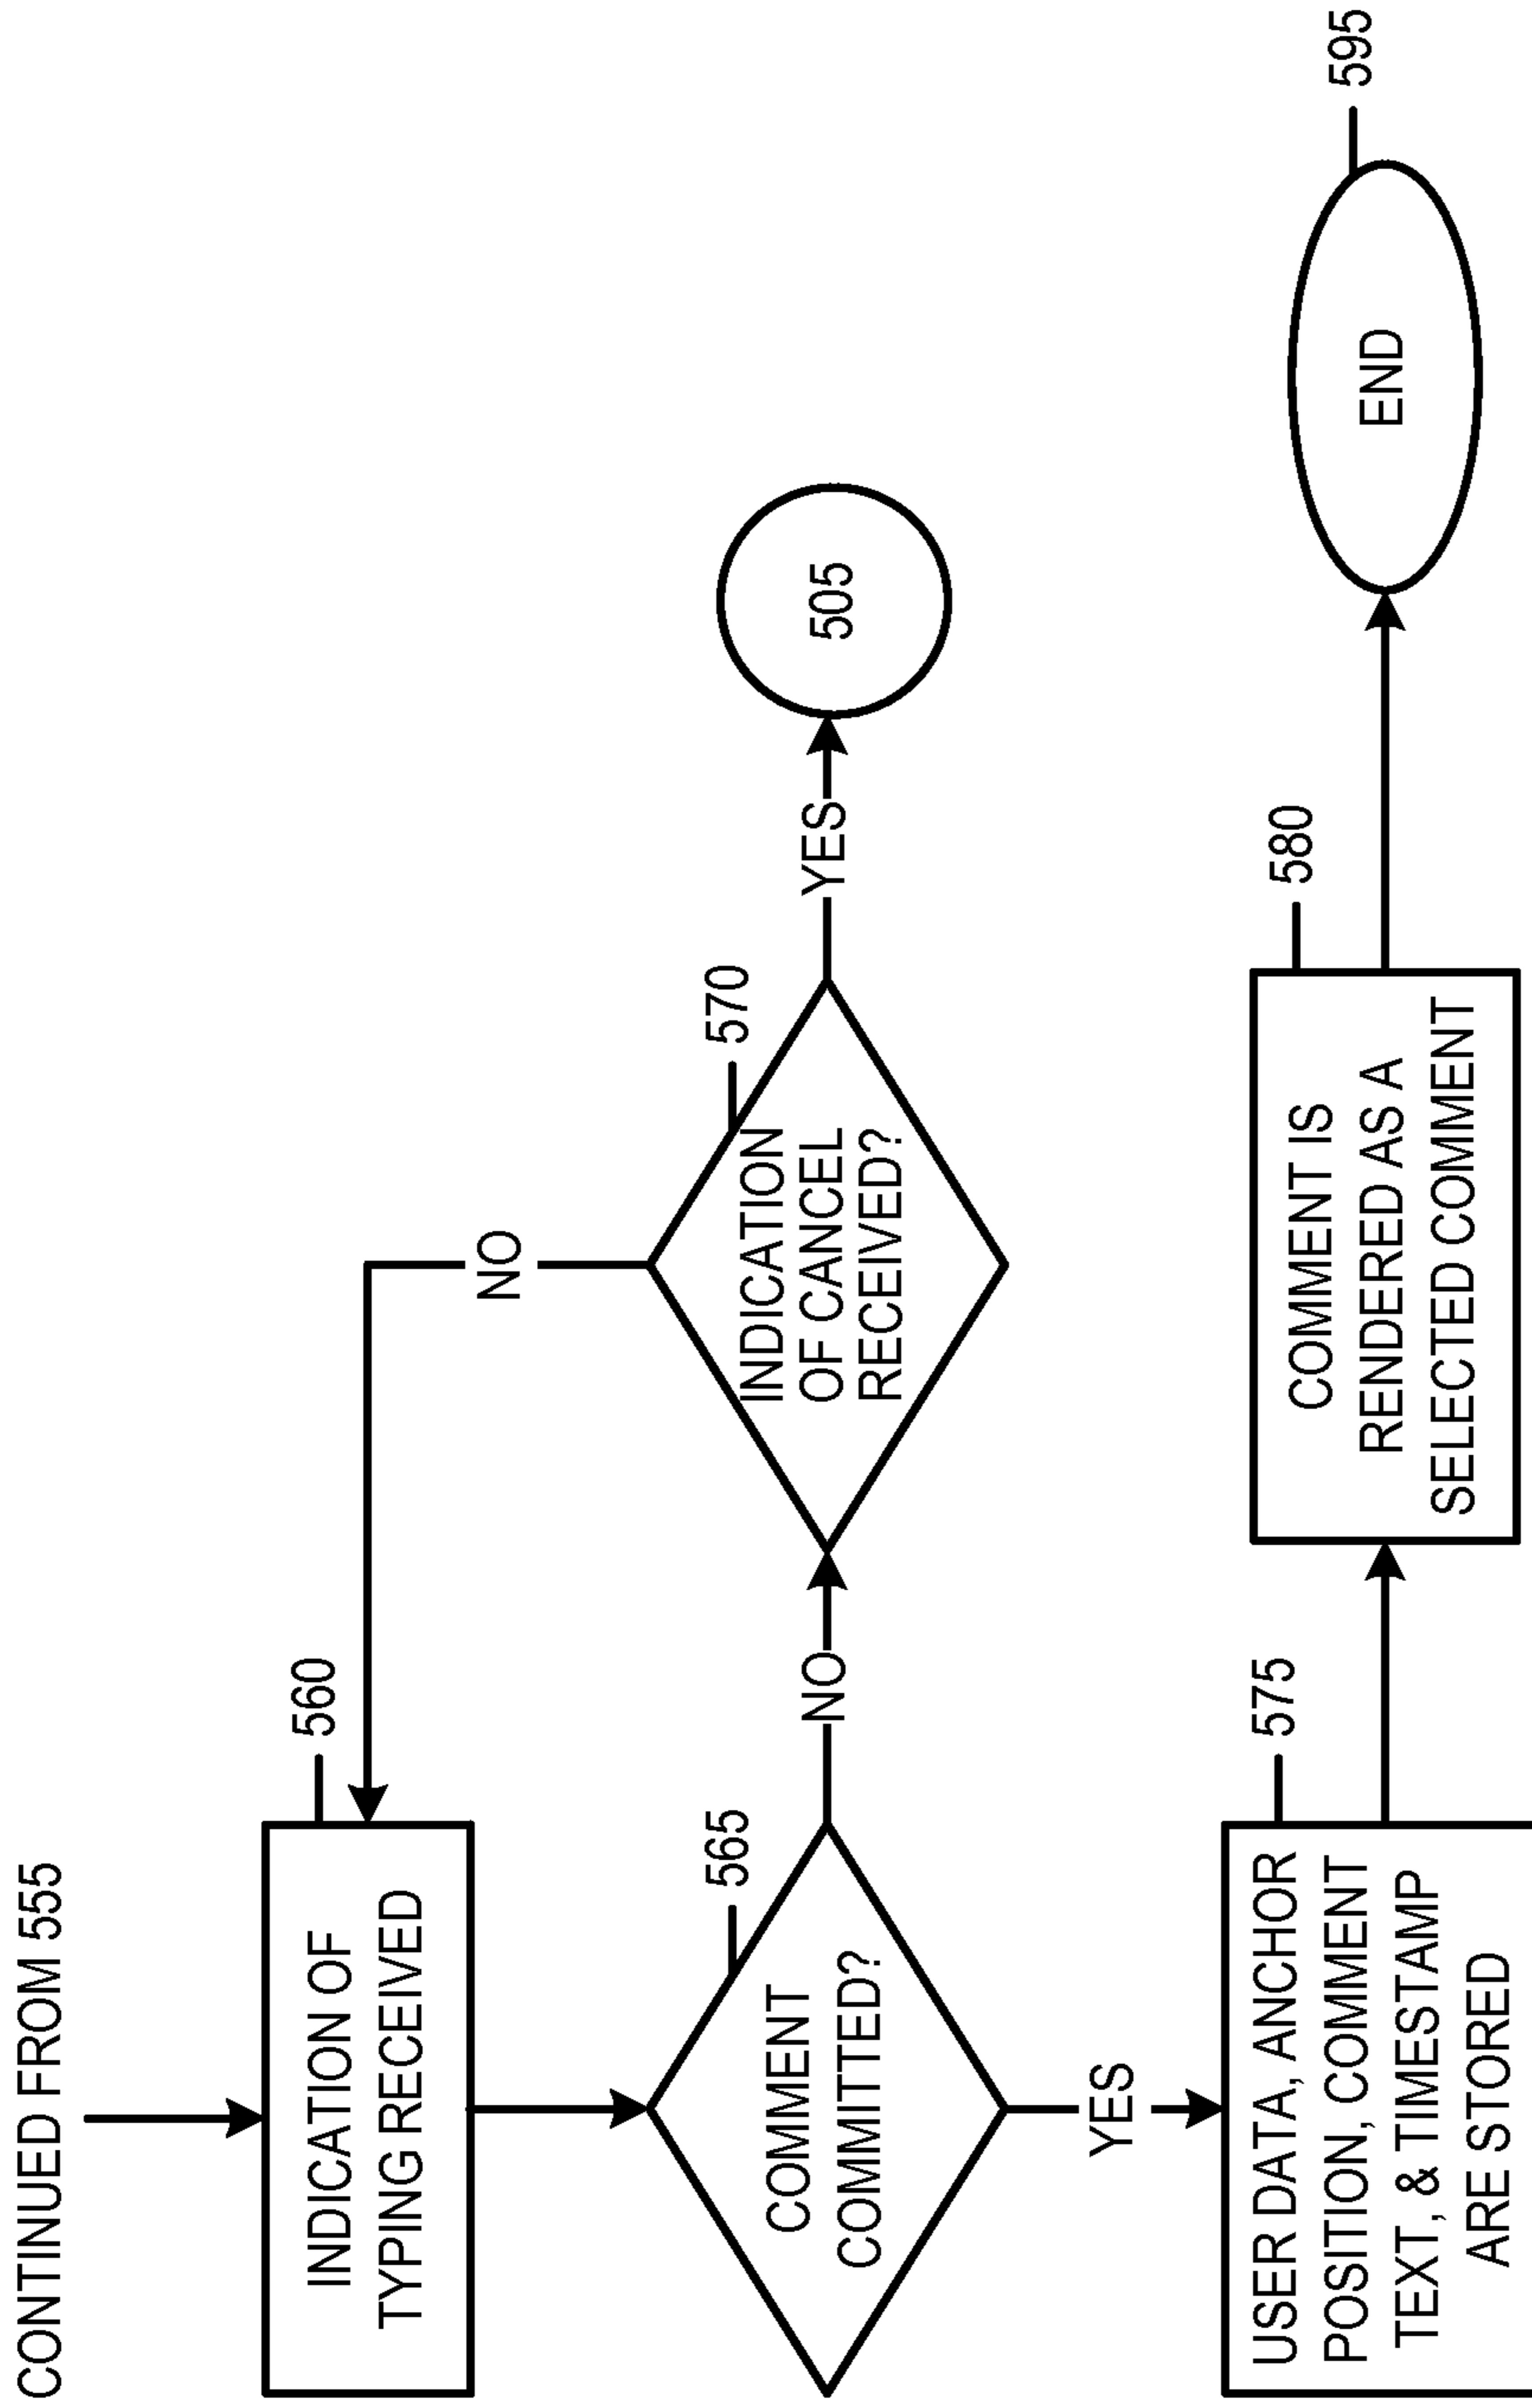 CONTINUED FROM 555
560
INDICATION OF
TYPING RECEIVED
NO
565
COMMENT
COMMITTED?
NO
570
INDICATION
OF CANCEL
RECEIVED?
YES
505
YES
575
USER DATA, ANCHOR
POSITION, COMMENT
TEXT, & TIMESTAMP
ARE STORED
580
COMMENT IS
RENDERED AS A
SELECTED COMMENT
595
END